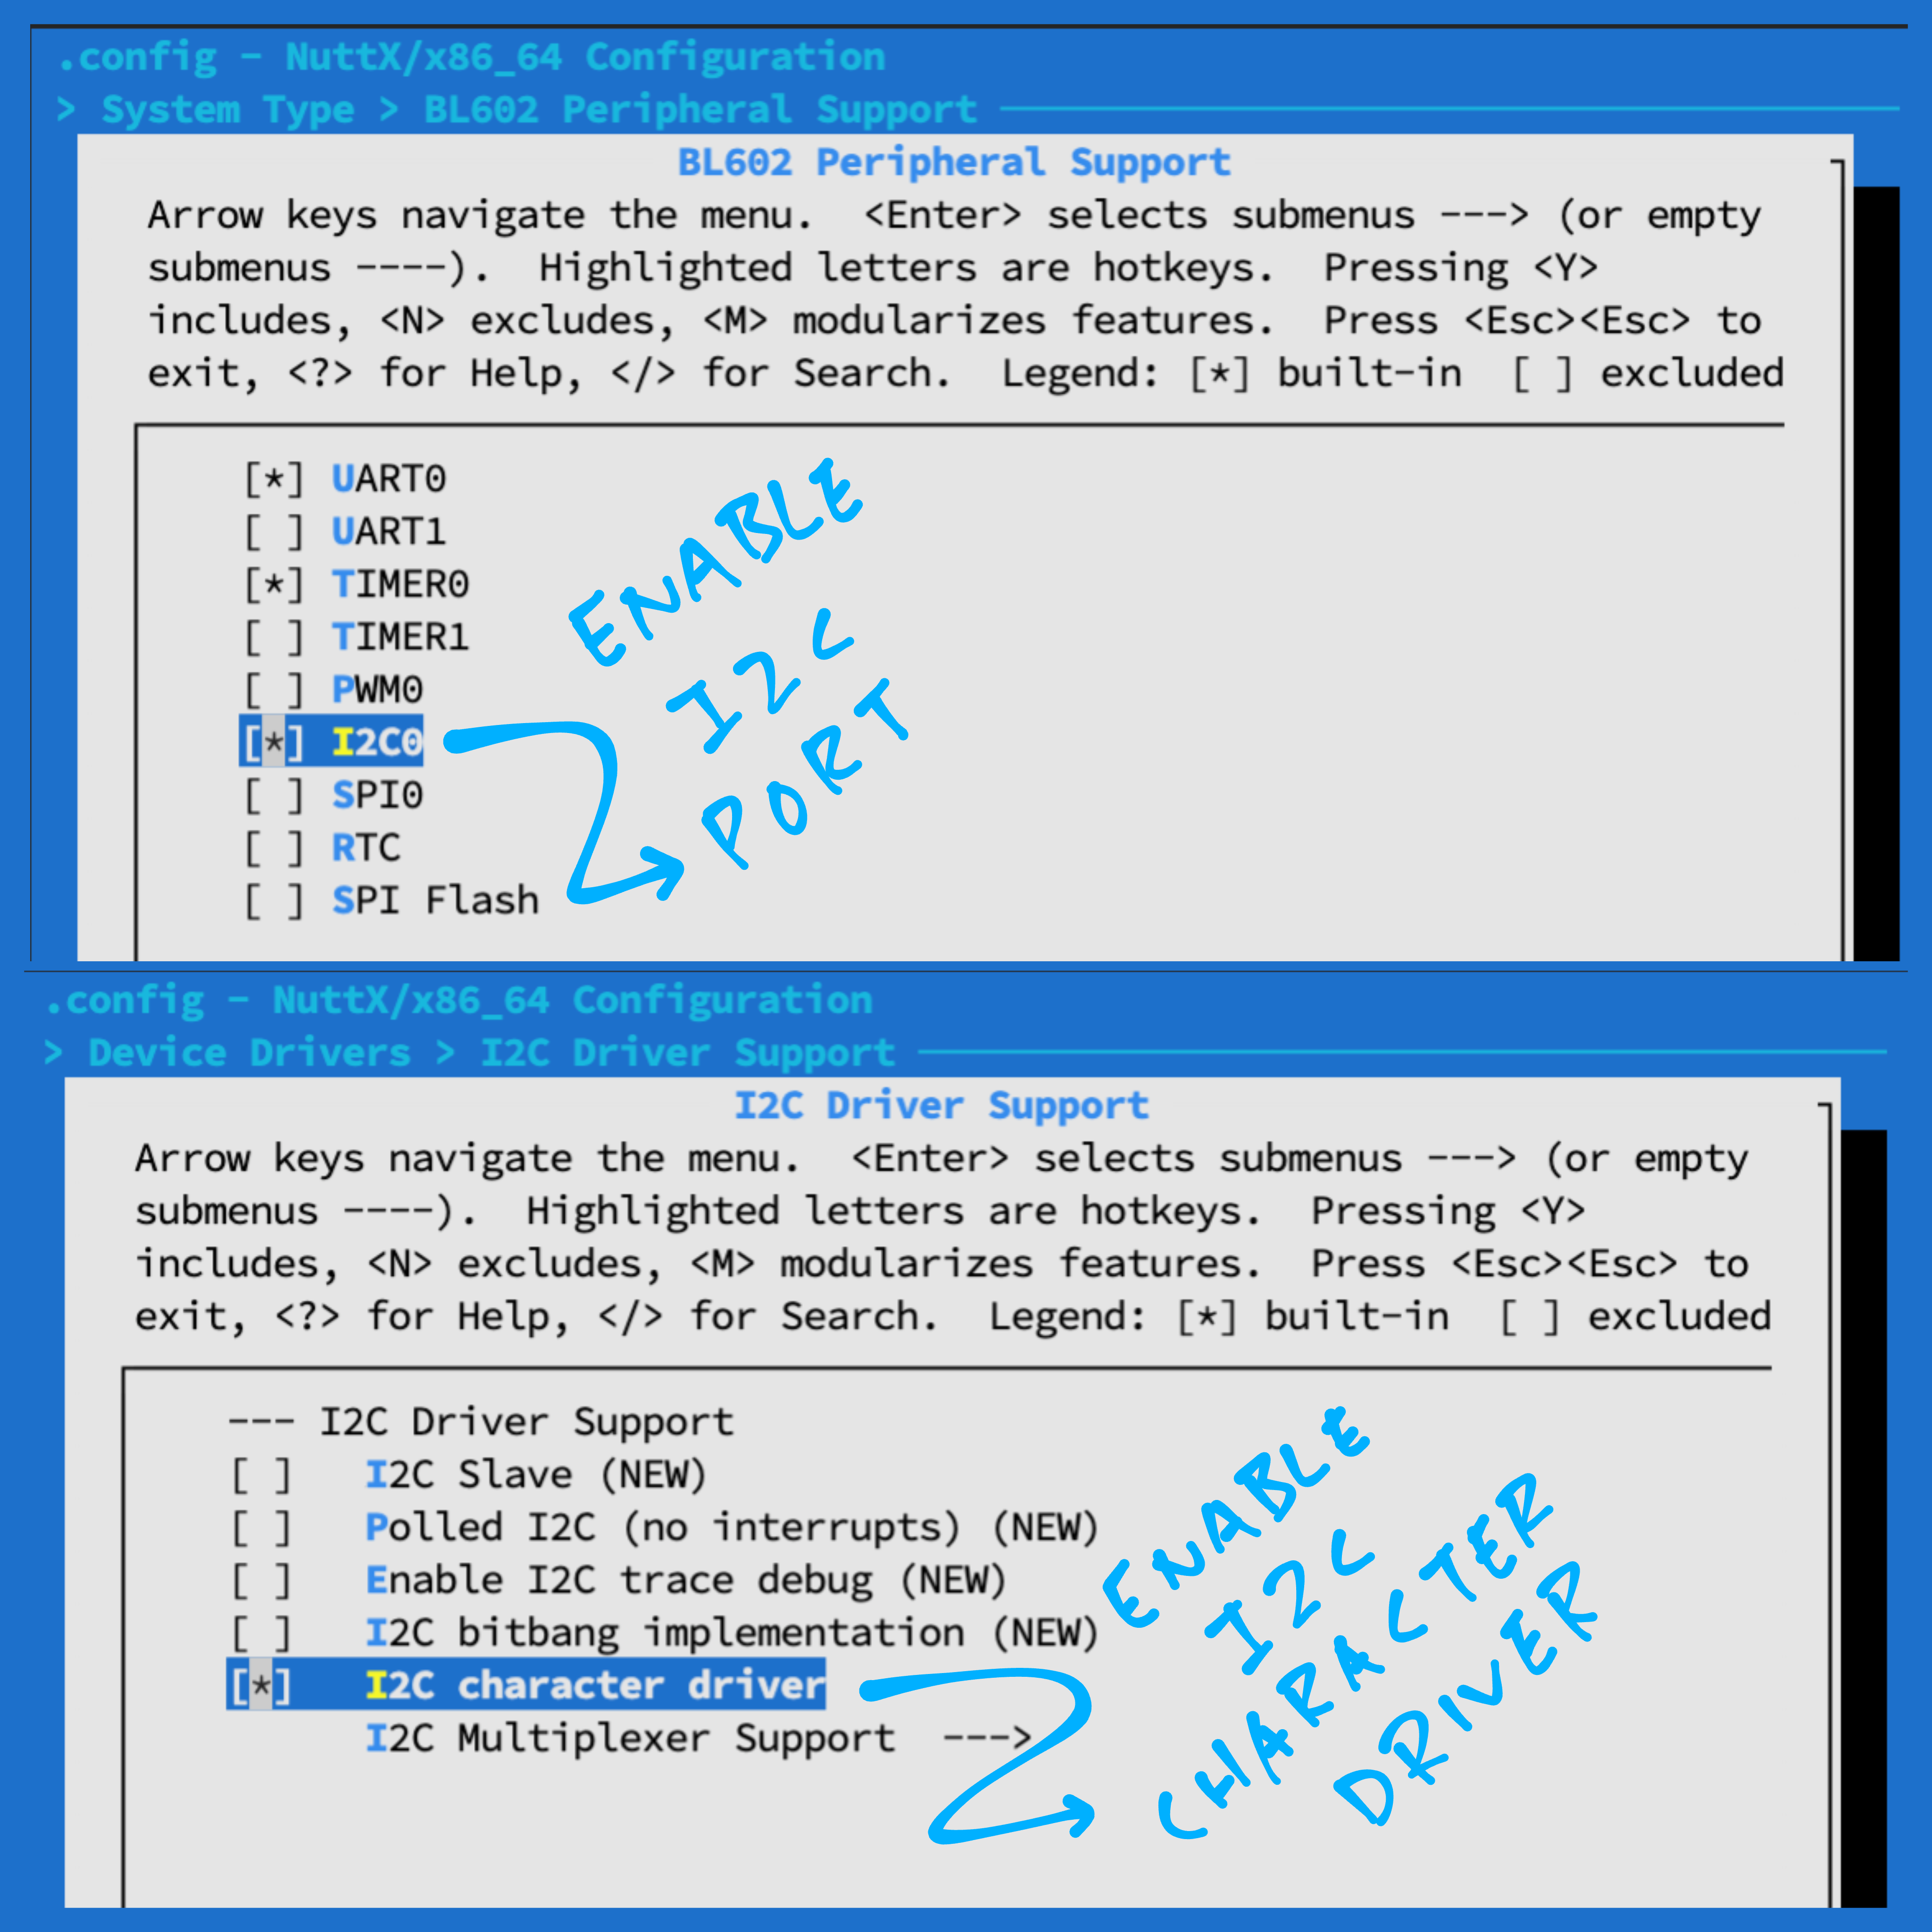 .config - NuttX/x86_64 Configuration
> System Type > BL602 Peripheral Support
BL602 Peripheral Support
Arrow keys navigate the menu.  <Enter> selects submenus ---> (or empty
submenus ----).  Highlighted letters are hotkeys.  Pressing <Y>
includes, <N> excludes, <M> modularizes features.  Press <Esc><Esc> to
exit, <?> for Help, </> for Search.  Legend: [*] built-in  [ ] excluded
[*] UART0
[ ] UART1
[*] TIMER0
[ ] TIMER1
[ ] PWM0
[*] I2C0
[ ] SPI0
[ ] RTC
[ ] SPI Flash
ENABLE
I2C
PORT
.config - NuttX/x86_64 Configuration
> Device Drivers > I2C Driver Support
I2C Driver Support
Arrow keys navigate the menu.  <Enter> selects submenus ---> (or empty
submenus ----).  Highlighted letters are hotkeys.  Pressing <Y>
includes, <N> excludes, <M> modularizes features.  Press <Esc><Esc> to
exit, <?> for Help, </> for Search.  Legend: [*] built-in  [ ] excluded
--- I2C Driver Support
[ ]   I2C Slave (NEW)
[ ]   Polled I2C (no interrupts) (NEW)
[ ]   Enable I2C trace debug (NEW)
[ ]   I2C bitbang implementation (NEW)
[*]   I2C character driver
I2C Multiplexer Support  --->
ENABLE
I2C
CHARACTER
DRIVER